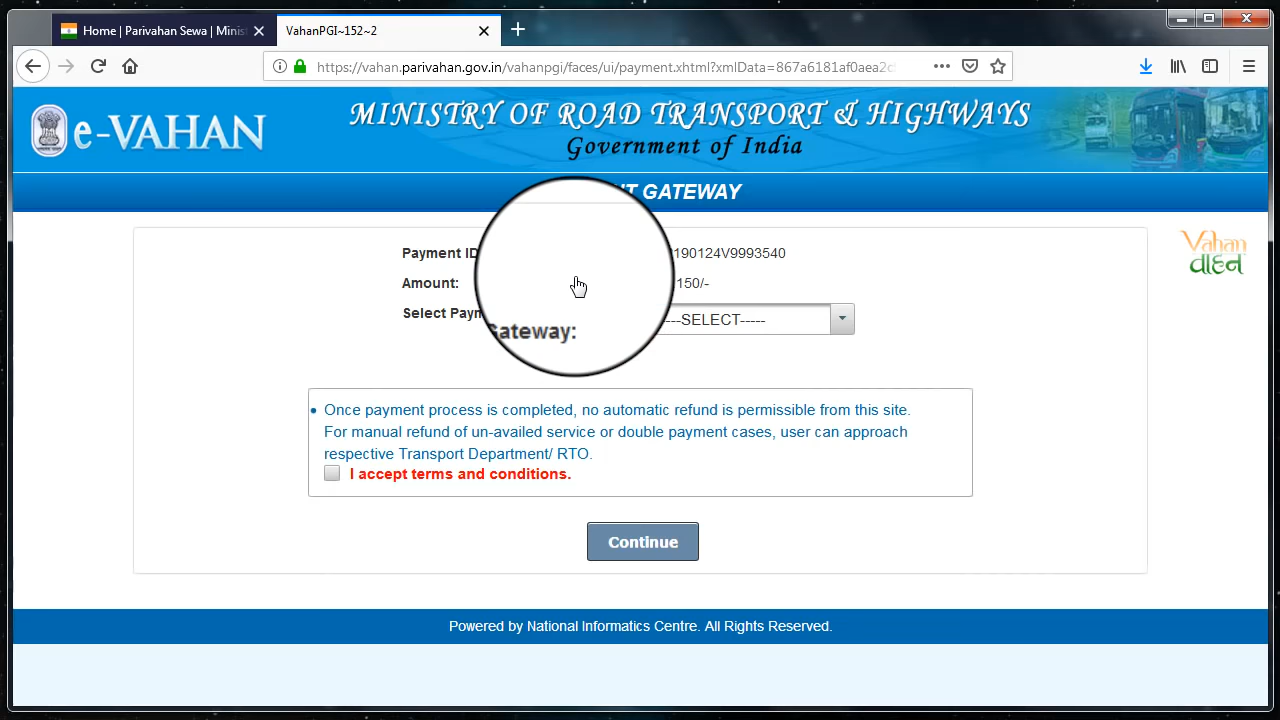 Home | Parivahan Sewa | Minist
VahanPGI~152~2
https://vahan.parivahan.gov.in/vahanpgi/faces/ui/payment.xhtml?xmlData=867a6181af0aea2c
e-VAHAN
MINISTRY OF ROAD TRANSPORT & HIGHWAYS
Government of India
GATEWAY
Payment ID
190124V9993540
Amount:
150/-
Select Paym
Gateway:
----SELECT-----
Vahan
वाहन
• Once payment process is completed, no automatic refund is permissible from this site.
For manual refund of un-availed service or double payment cases, user can approach
respective Transport Department/ RTO.
I accept terms and conditions.
Continue
Powered by National Informatics Centre. All Rights Reserved.